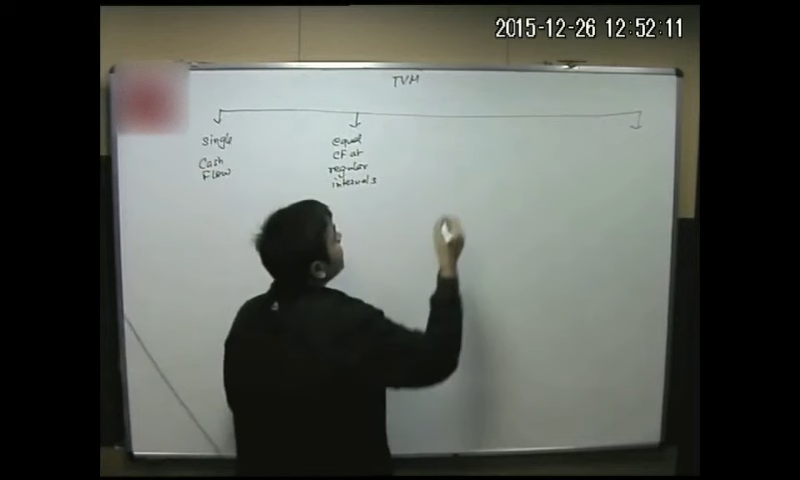 2015-12-26 12:52:11
TVM
single
Cash
Flow
equal
CF at
regular
intervals